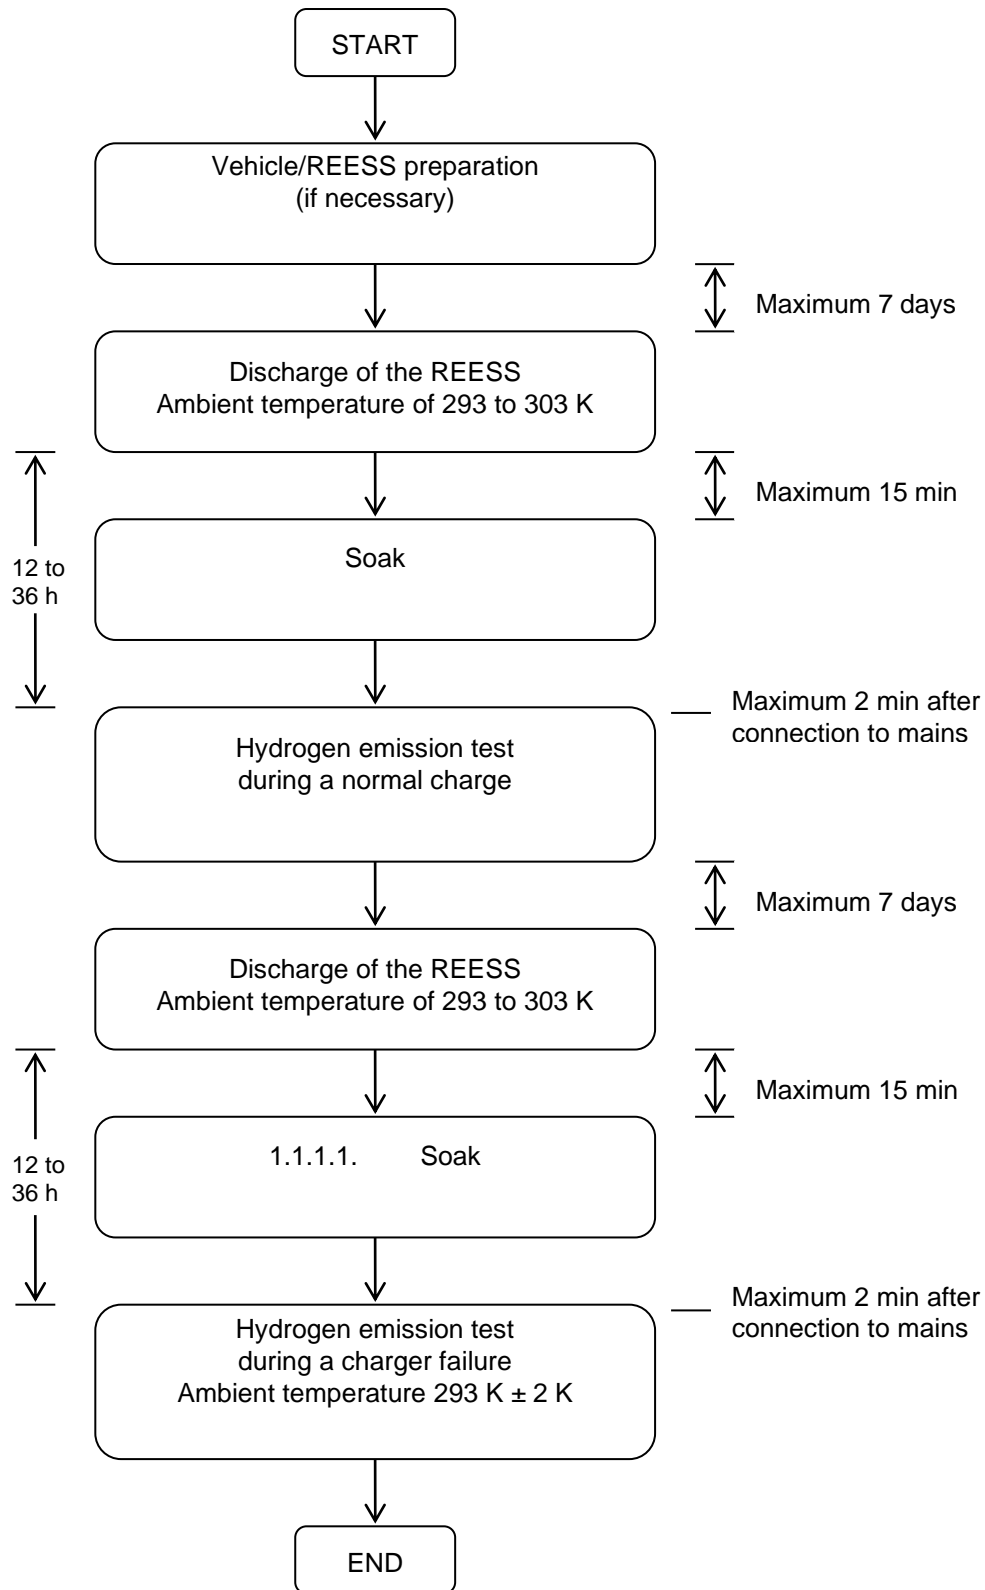 START
Vehicle/REESS preparation
(if necessary)
Maximum 7 days
Discharge of the REESS
Ambient temperature of 293 to 303 K
Maximum 15 min
12 to
36 h
Soak
Maximum 2 min after
connection to mains
Hydrogen emission test
during a normal charge
Maximum 7 days
Discharge of the REESS
Ambient temperature of 293 to 303 K
Maximum 15 min
12 to
36 h
1.1.1.1. Soak
Maximum 2 min after
connection to mains
Hydrogen emission test
during a charger failure
Ambient temperature 293 K ± 2 K
END